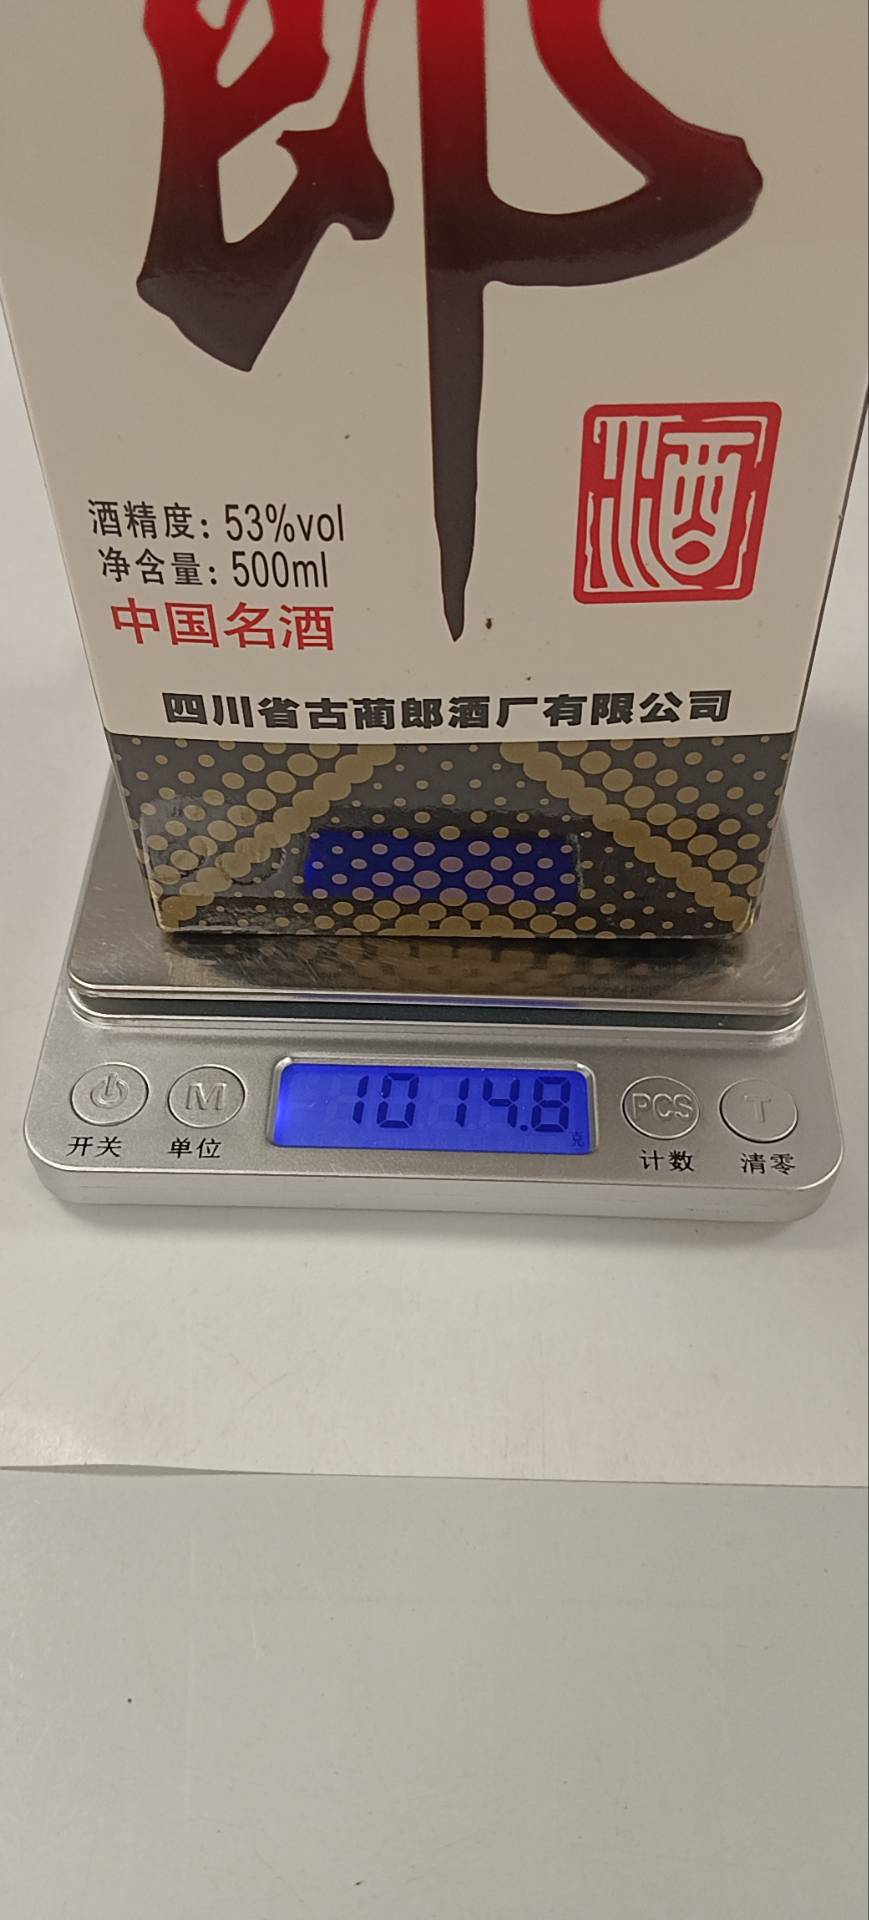 郎
酒
酒精度: 53%vol
净含量: 500ml
中国名酒
四川省古蔺郎酒厂有限公司
1014.8
克
M
PCS
T
开关
单位
计数
清零